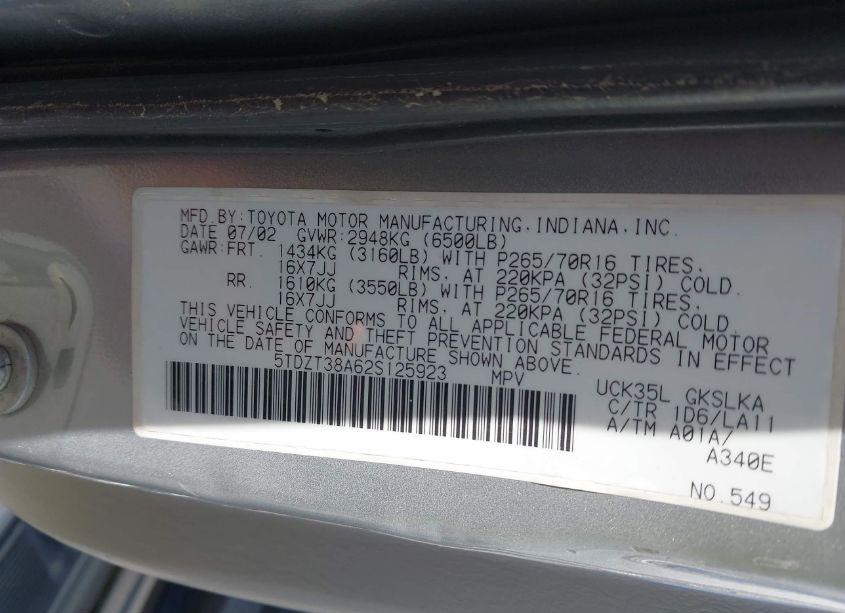 MFD.BY:TOYOTA MOTOR MANUFACTURING,INDIANA,INC.
DATE 07/02 GVWR:2948KG (6500LB)
GAWR:FRT. 1434KG (3160LB) WITH P265/70R16 TIRES,
16X7JJ RIMS, AT 220KPA (32PSI) COLD.
RR. 1610KG (3550LB) WITH P265/70R16 TIRES,
16X7JJ RIMS, AT 220KPA (32PSI) COLD.
THIS VEHICLE CONFORMS TO ALL APPLICABLE FEDERAL MOTOR
VEHICLE SAFETY AND THEFT PREVENTION STANDARDS IN EFFECT
ON THE DATE OF MANUFACTURE SHOWN ABOVE.
5TDZT38A62S125923 MPV
UCK35L GKSLKA
C/TR 1D6/LA11
A/TM A01A/
A340E
NO.549